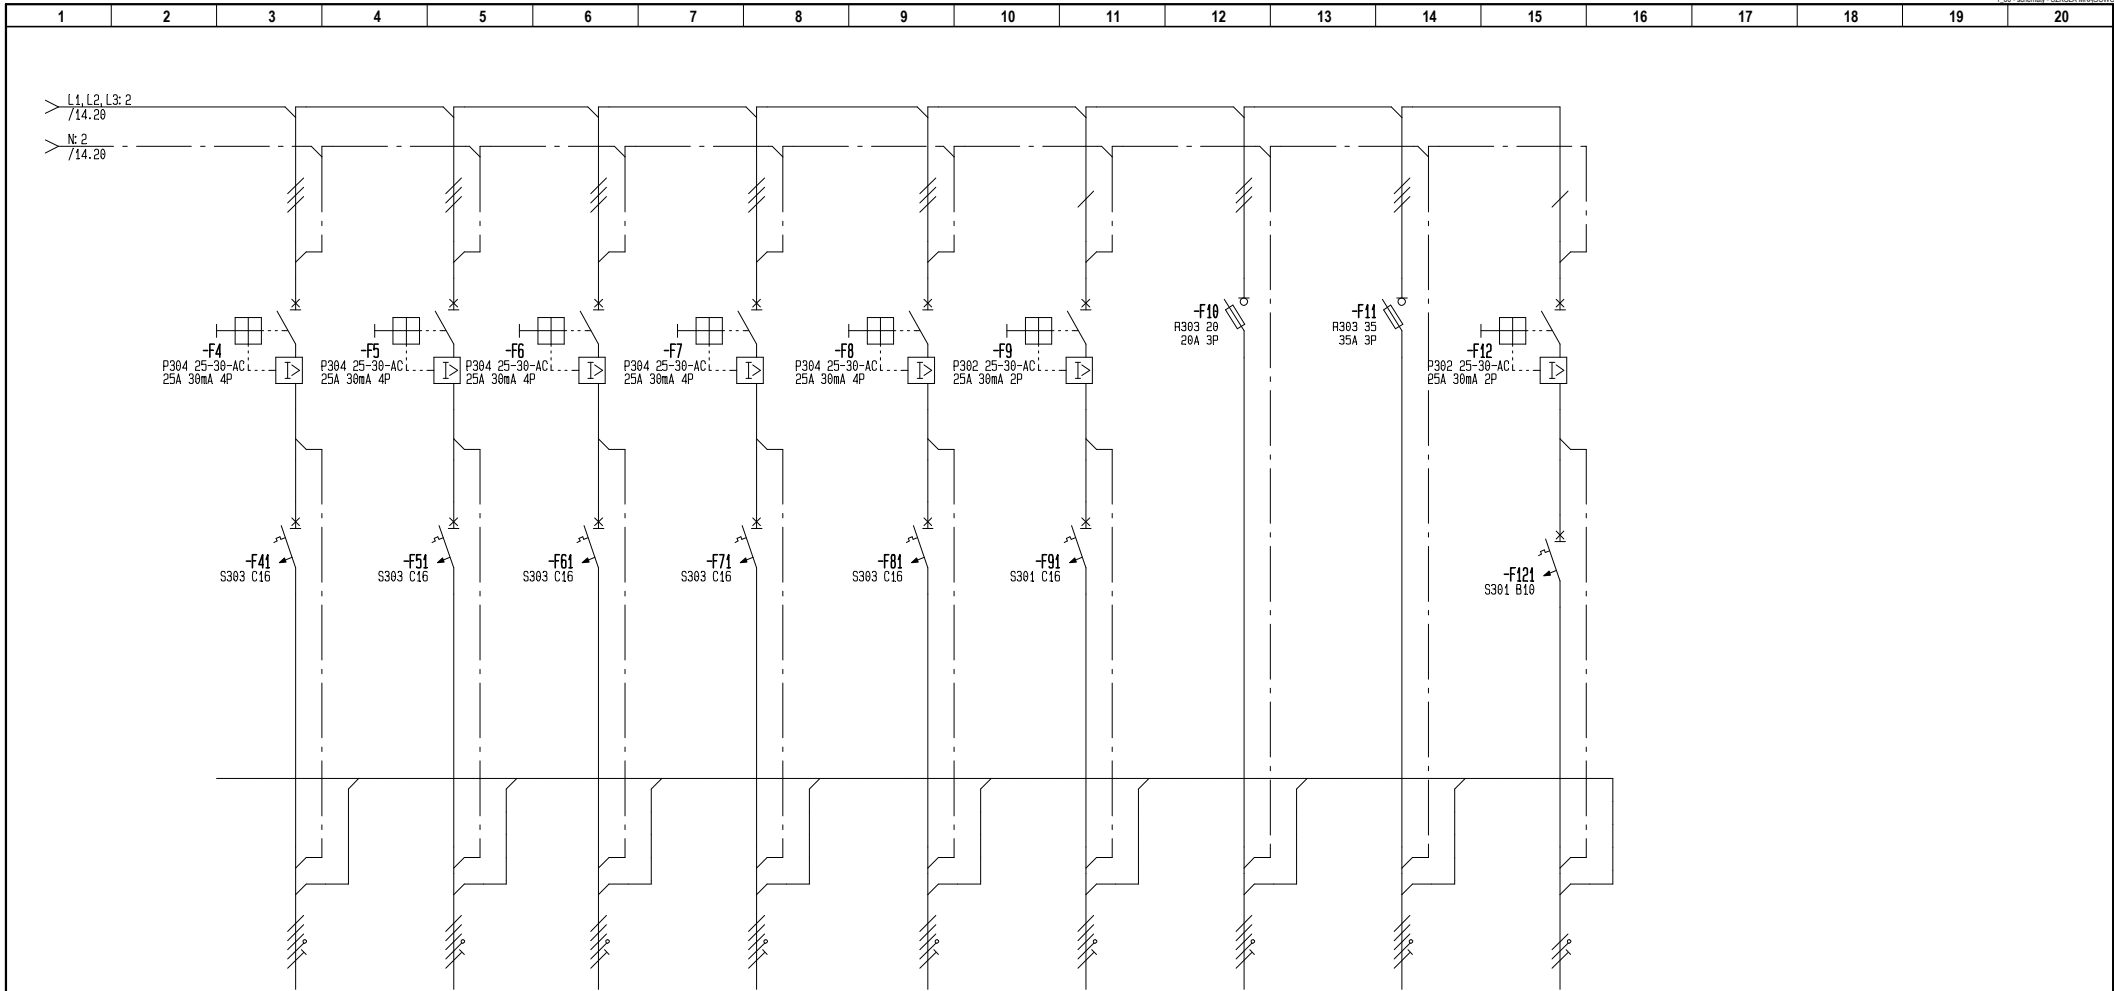 1 2 3 4 5 6 7 8 9 10 11 12 13 14 15 16 17 18 19 20
L1,L2,L3:2
/14.20
N:2
/14.20
-F4
P304 25-30-AC
25A 30mA 4P
-F5
P304 25-30-AC
25A 30mA 4P
-F6
P304 25-30-AC
25A 30mA 4P
-F7
P304 25-30-AC
25A 30mA 4P
-F8
P304 25-30-AC
25A 30mA 4P
-F9
P302 25-30-AC
25A 30mA 2P
-F10
R303 20
20A 3P
-F11
R303 35
35A 3P
-F12
P302 25-30-AC
25A 30mA 2P
-F41
S303 C16
-F51
S303 C16
-F61
S303 C16
-F71
S303 C16
-F81
S303 C16
-F91
S301 C16
-F121
S301 B10